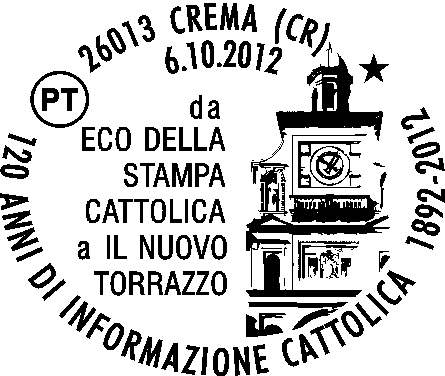 26013 CREMA (CR)
6.10.2012
PT
da
ECO DELLA
STAMPA
CATTOLICA
a IL NUOVO
TORRAZZO
120 ANNI DI INFORMAZIONE CATTOLICA 1892-2012